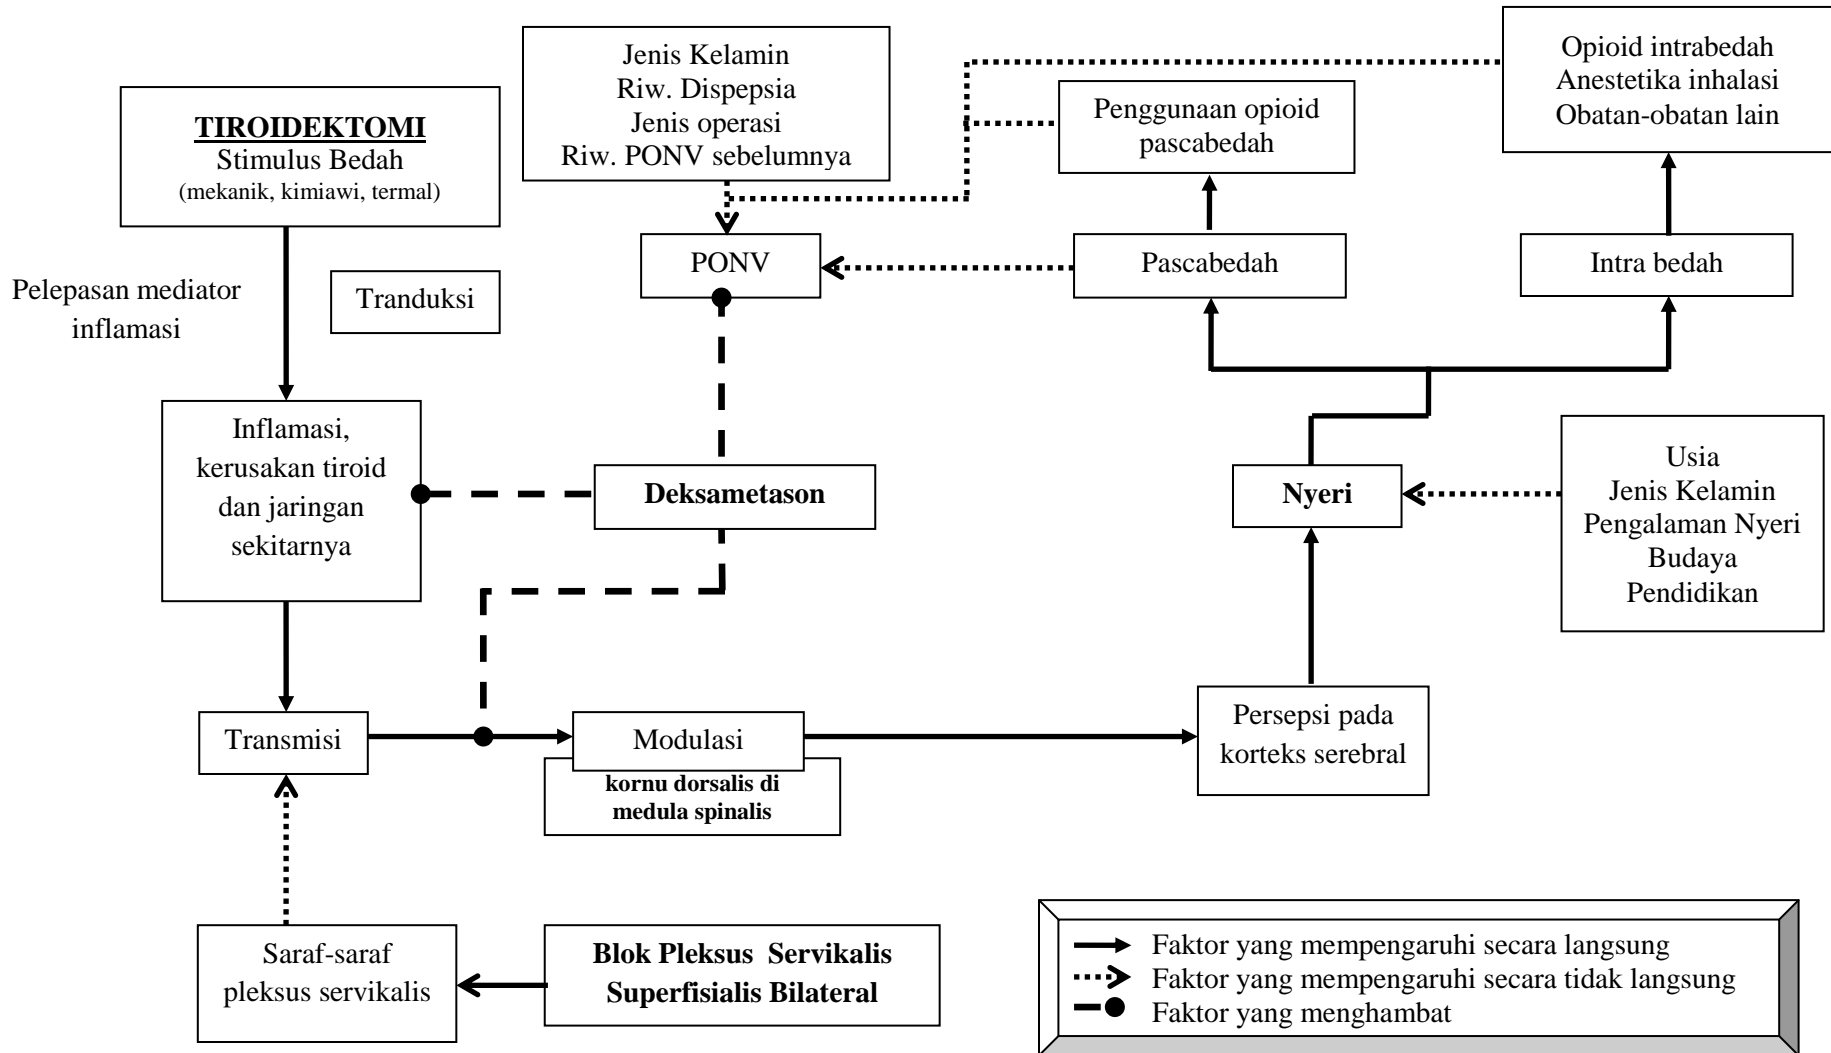 TIROIDEKTOMI
Stimulus Bedah
(mekanik, kimiawi, termal)
Jenis Kelamin
Riw. Dispepsia
Jenis operasi
Riw. PONV sebelumnya
Penggunaan opioid
pascabedah
Opioid intrabedah
Anestetika inhalasi
Obatan-obatan lain
Pelepasan mediator
inflamasi
Tranduksi
PONV
Pascabedah
Intra bedah
Inflamasi,
kerusakan tiroid
dan jaringan
sekitarnya
Deksametason
Nyeri
Usia
Jenis Kelamin
Pengalaman Nyeri
Budaya
Pendidikan
Transmisi
Modulasi
kornu dorsalis di
medula spinalis
Persepsi pada
korteks serebral
Saraf-saraf
pleksus servikalis
Blok Pleksus Servikalis
Superfisialis Bilateral
Faktor yang mempengaruhi secara langsung
Faktor yang mempengaruhi secara tidak langsung
Faktor yang menghambat